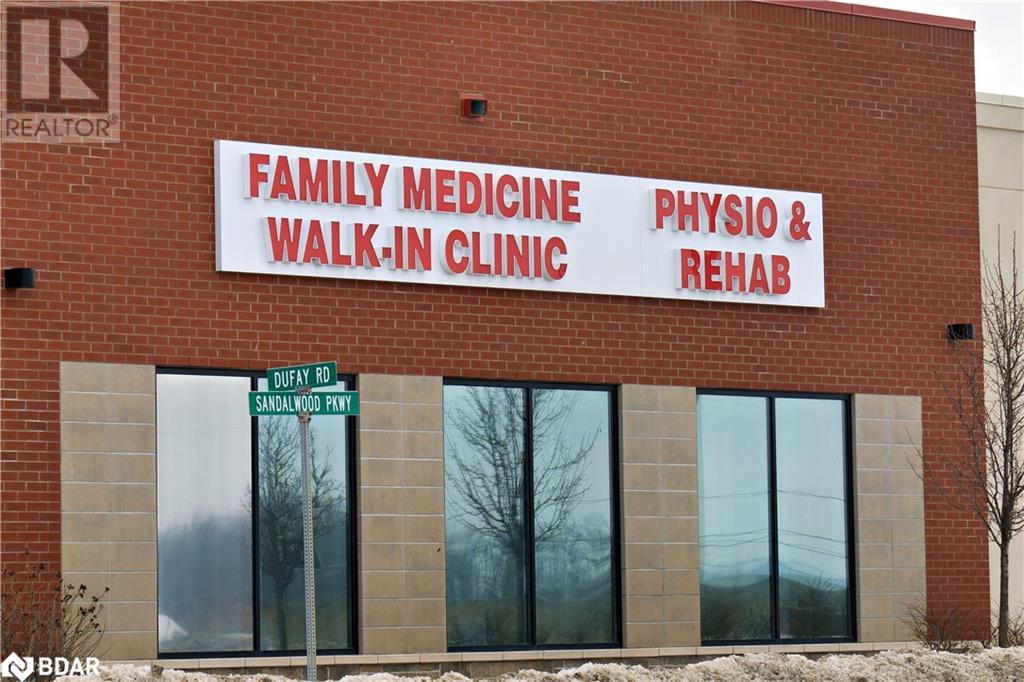 REALTOR®
FAMILY MEDICINE
WALK-IN CLINIC
PHYSIO &
REHAB
DUFAY RD
SANDALWOOD PKWY
BDAR